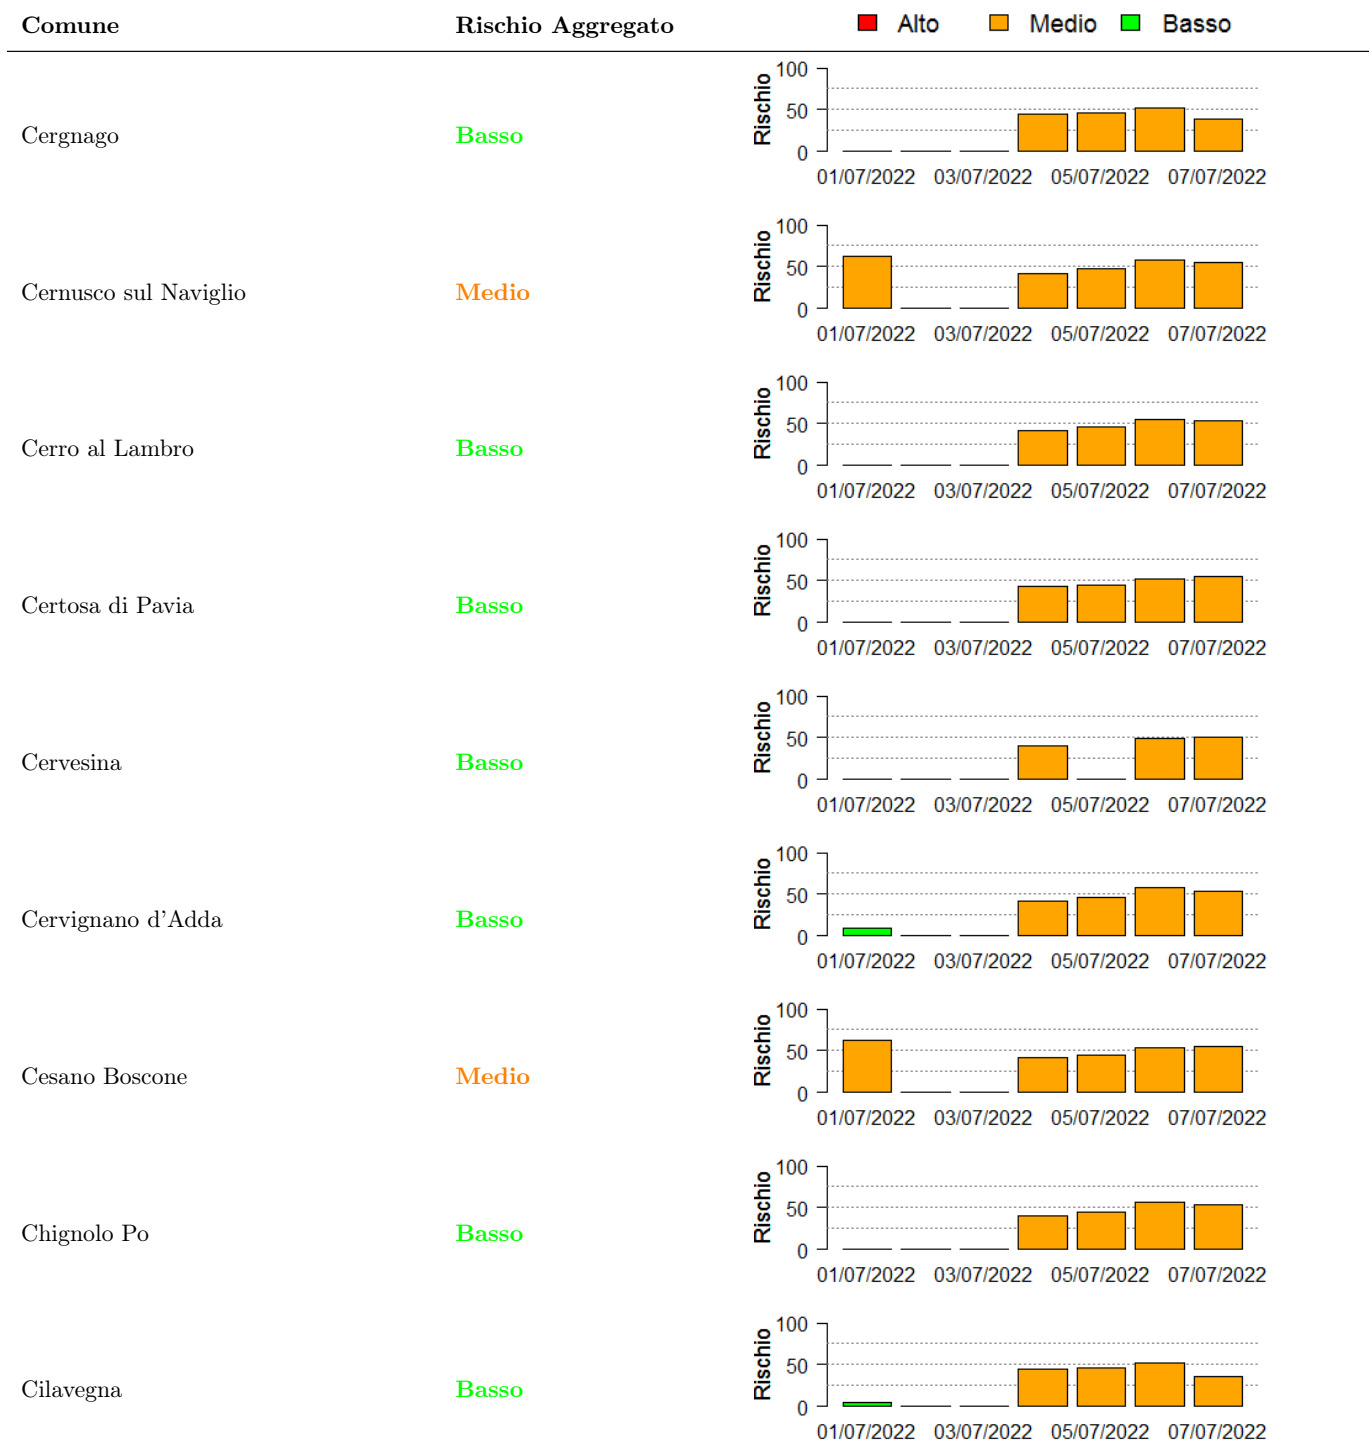 Comune Rischio Aggregato Alto Medio Basso
100
50
0
Rischio
Cergnago Basso
01/07/2022 03/07/2022 05/07/2022 07/07/2022
100
50
0
Rischio
Cernusco sul Naviglio Medio
01/07/2022 03/07/2022 05/07/2022 07/07/2022
100
50
0
Rischio
Cerro al Lambro Basso
01/07/2022 03/07/2022 05/07/2022 07/07/2022
100
50
0
Rischio
Certosa di Pavia Basso
01/07/2022 03/07/2022 05/07/2022 07/07/2022
100
50
0
Rischio
Cervesina Basso
01/07/2022 03/07/2022 05/07/2022 07/07/2022
100
50
0
Rischio
Cervignano d'Adda Basso
01/07/2022 03/07/2022 05/07/2022 07/07/2022
100
50
0
Rischio
Cesano Boscone Medio
01/07/2022 03/07/2022 05/07/2022 07/07/2022
100
50
0
Rischio
Chignolo Po Basso
01/07/2022 03/07/2022 05/07/2022 07/07/2022
100
50
0
Rischio
Cilavegna Basso
01/07/2022 03/07/2022 05/07/2022 07/07/2022